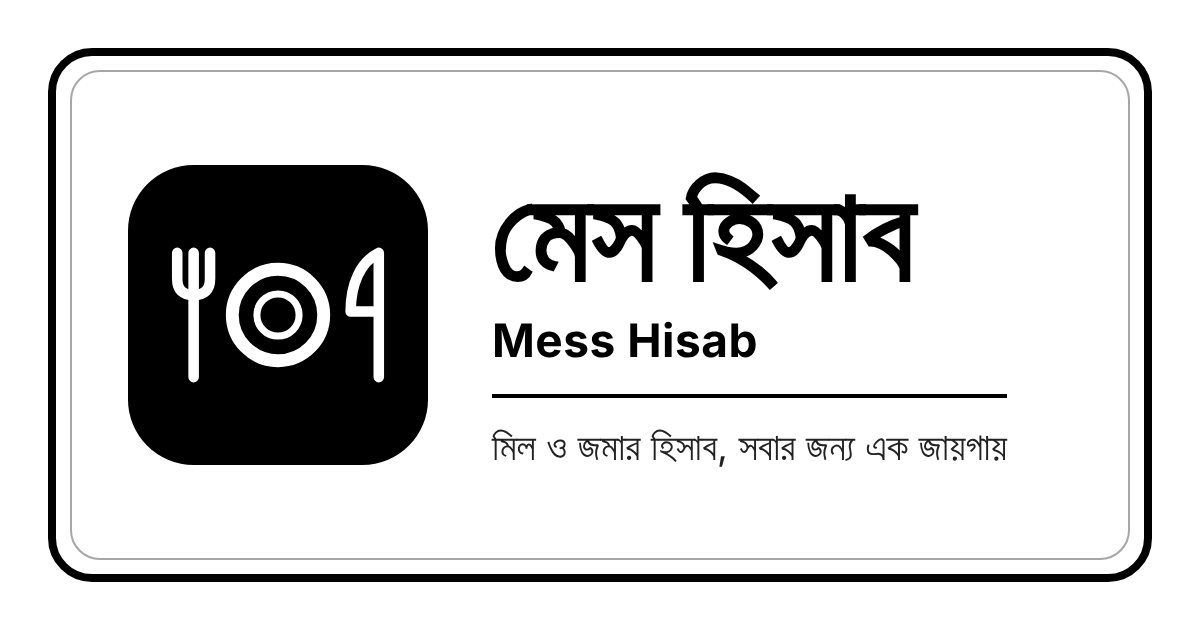 মেস হিসাব
Mess Hisab
মিল ও জমার হিসাব, সবার জন্য এক জায়গায়